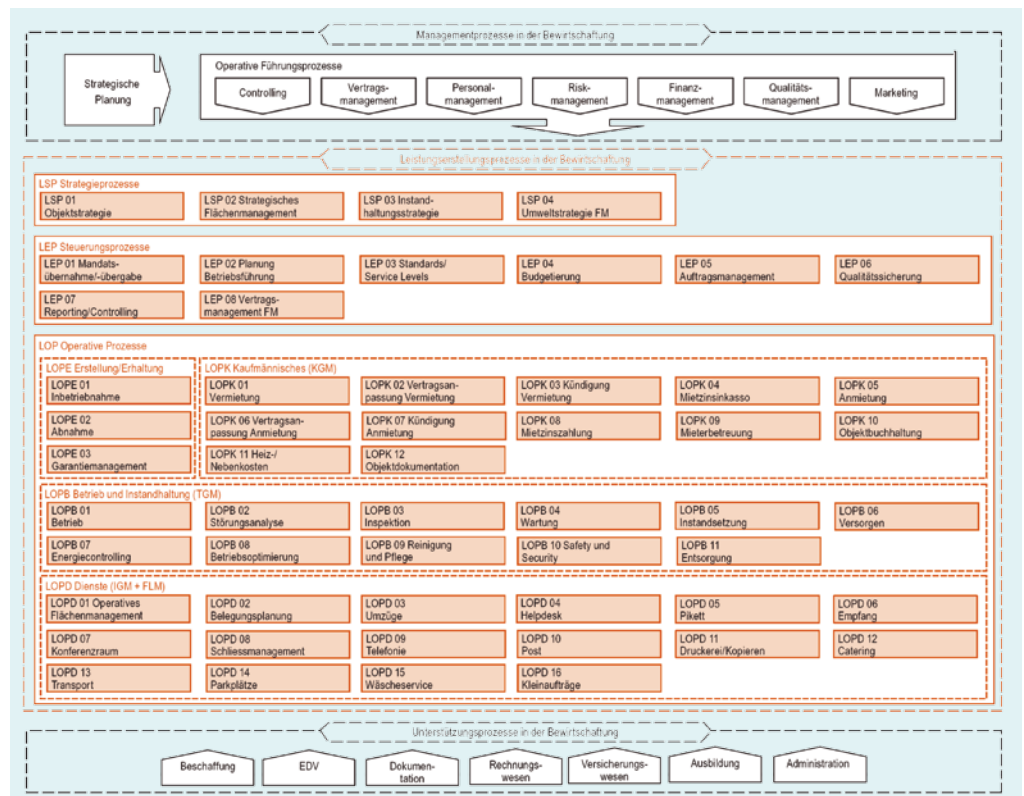 Managementprozesse in der Bewirtschaftung
Strategische
Planung
Operative Führungsprozesse
Controlling
Vertrags-
management
Personal-
management
Risk-
management
Finanz-
management
Qualitäts-
management
Marketing
Leistungserstellungsprozesse in der Bewirtschaftung
LSP Strategieprozesse
LSP 01
Objektstrategie
LSP 02 Strategisches
Flächenmanagement
LSP 03 Instand-
haltungsstrategie
LSP 04
Umweltstrategie FM
LEP Steuerungsprozesse
LEP 01 Mandats-
übernahme/-übergabe
LEP 02 Planung
Betriebsführung
LEP 03 Standards/
Service Levels
LEP 04
Budgetierung
LEP 05
Auftragsmanagement
LEP 06
Qualitätssicherung
LEP 07
Reporting/Controlling
LEP 08 Vertrags-
management FM
LOP Operative Prozesse
LOPE Erstellung/Erhaltung
LOPE 01
Inbetriebnahme
LOPE 02
Abnahme
LOPE 03
Garantiemanagement
LOPK Kaufmännisches (KGM)
LOPK 01
Vermietung
LOPK 02 Vertragsan-
passung Vermietung
LOPK 03 Kündigung
Vermietung
LOPK 04
Mietzinsinkasso
LOPK 05
Anmietung
LOPK 06 Vertragsan-
passung Anmietung
LOPK 07 Kündigung
Anmietung
LOPK 08
Mietzinszahlung
LOPK 09
Mieterbetreuung
LOPK 10
Objektbuchhaltung
LOPK 11 Heiz-/
Nebenkosten
LOPK 12
Objektdokumentation
LOPB Betrieb und Instandhaltung (TGM)
LOPB 01
Betrieb
LOPB 02
Störungsanalyse
LOPB 03
Inspektion
LOPB 04
Wartung
LOPB 05
Instandsetzung
LOPB 06
Versorgen
LOPB 07
Energiecontrolling
LOPB 08
Betriebsoptimierung
LOPB 09 Reinigung
und Pflege
LOPB 10 Safety und
Security
LOPB 11
Entsorgung
LOPD Dienste (IGM + FLM)
LOPD 01 Operatives
Flächenmanagement
LOPD 02
Belegungsplanung
LOPD 03
Umzüge
LOPD 04
Helpdesk
LOPD 05
Pikett
LOPD 06
Empfang
LOPD 07
Konferenzraum
LOPD 08
Schliessmanagement
LOPD 09
Telefonie
LOPD 10
Post
LOPD 11
Druckerei/Kopieren
LOPD 12
Catering
LOPD 13
Transport
LOPD 14
Parkplätze
LOPD 15
Wäscheservice
LOPD 16
Kleinaufträge
Unterstützungsprozesse in der Bewirtschaftung
Beschaffung
EDV
Dokumen-
tation
Rechnungs-
wesen
Versicherungs-
wesen
Ausbildung
Administration